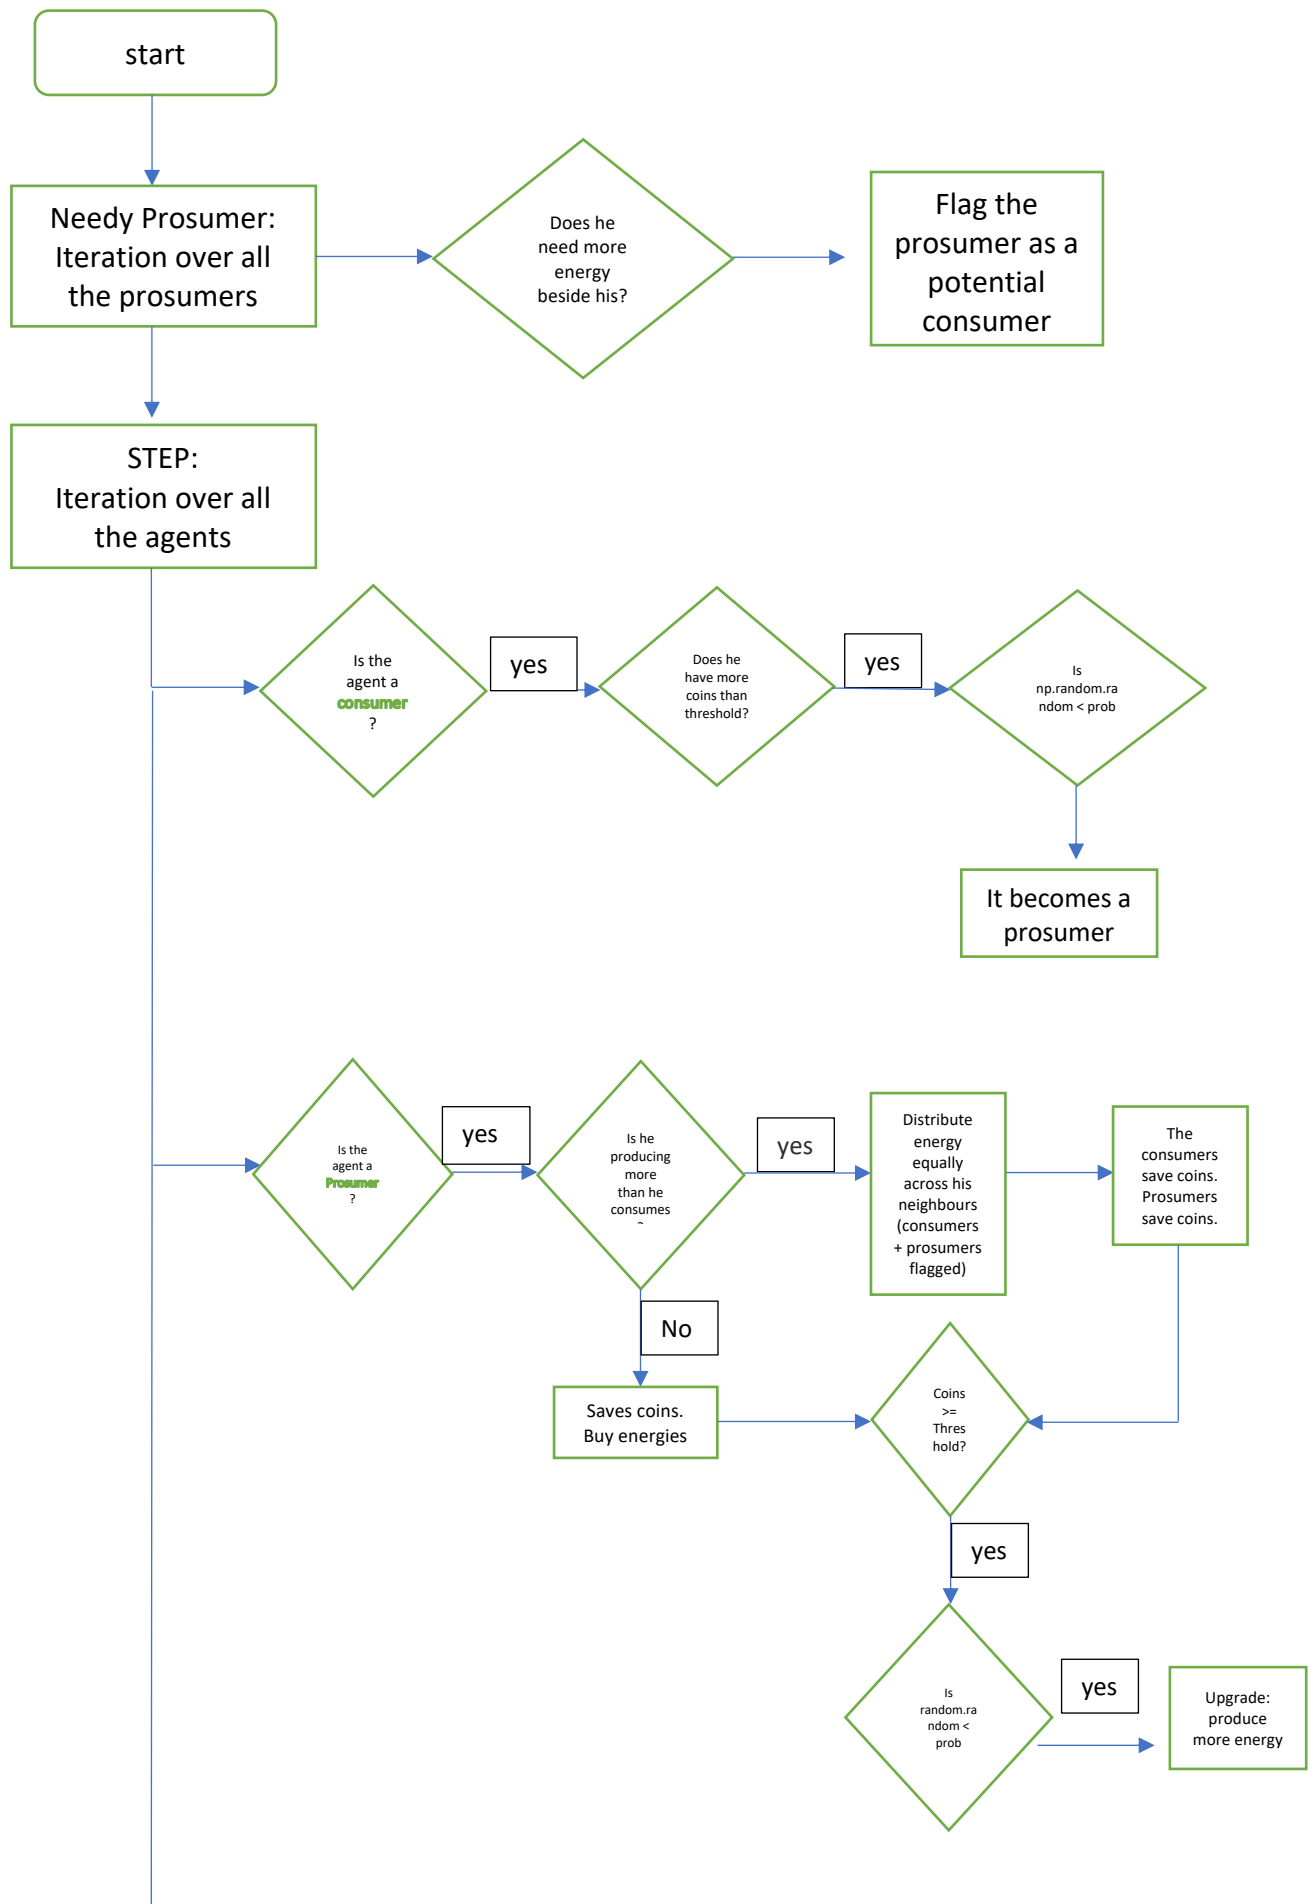 start
Needy Prosumer:
Iteration over all
the prosumers
Does he
need more
energy
beside his?
Flag the
prosumer as a
potential
consumer
STEP:
Iteration over all
the agents
Is the
agent a
consumer
?
yes
Does he
have more
coins than
threshold?
yes
Is
np.random.ra
ndom < prob
It becomes a
prosumer
Is the
agent a
Prosumer
?
yes
Is he
producing
more
than he
consumes
yes
Distribute
energy
equally
across his
neighbours
(consumers
+ prosumers
flagged)
The
consumers
save coins.
Prosumers
save coins.
No
Saves coins.
Buy energies
Coins
>=
Thres
hold?
yes
Is
random.ra
ndom <
prob
yes
Upgrade:
produce
more energy